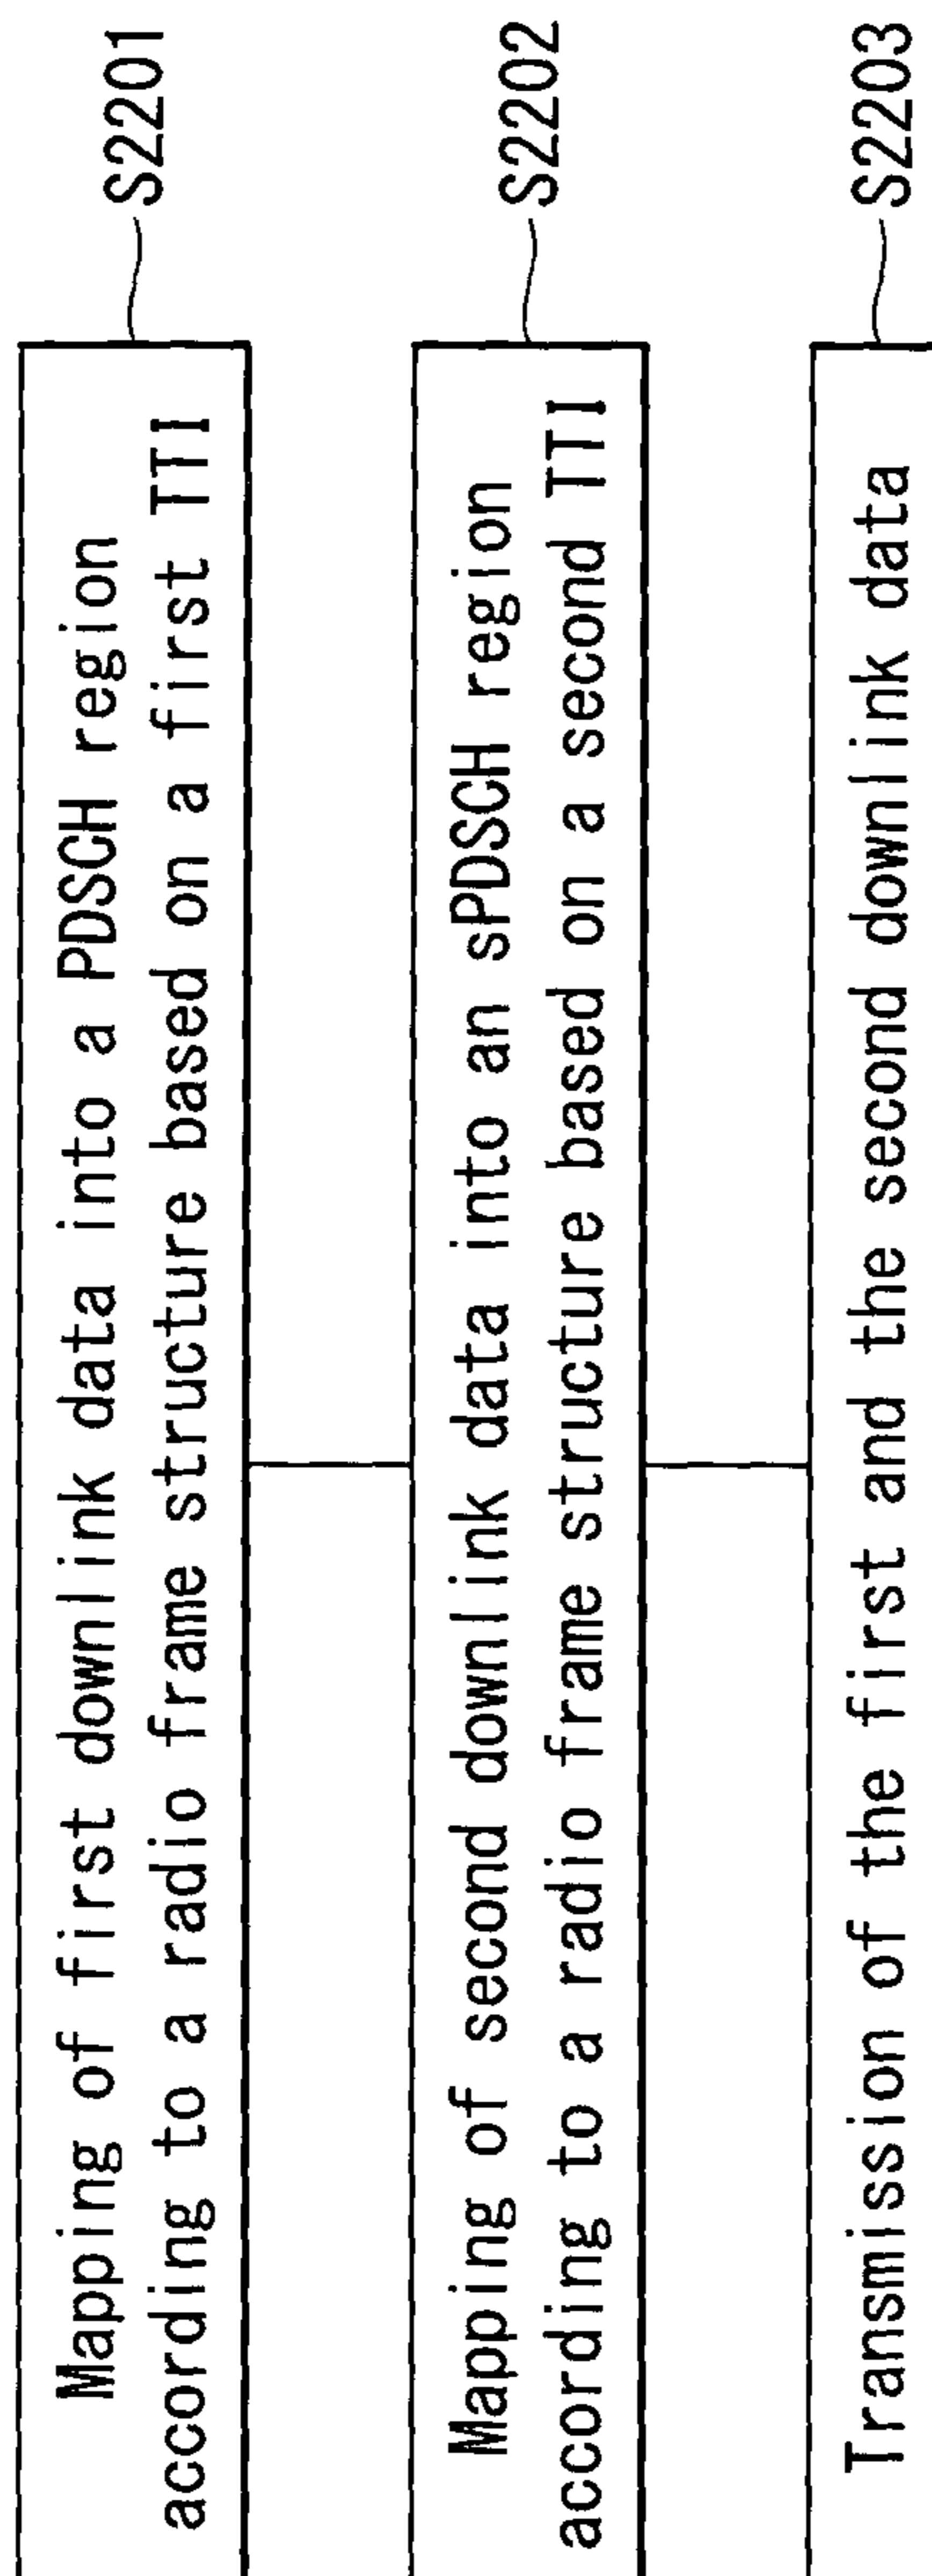 Mapping of first downlink data into a PDSCH region
according to a radio frame structure based on a first TTI
S2201
Mapping of second downlink data into an sPDSCH region
according to a radio frame structure based on a second TTI
S2202
Transmission of the first and the second downlink data
S2203